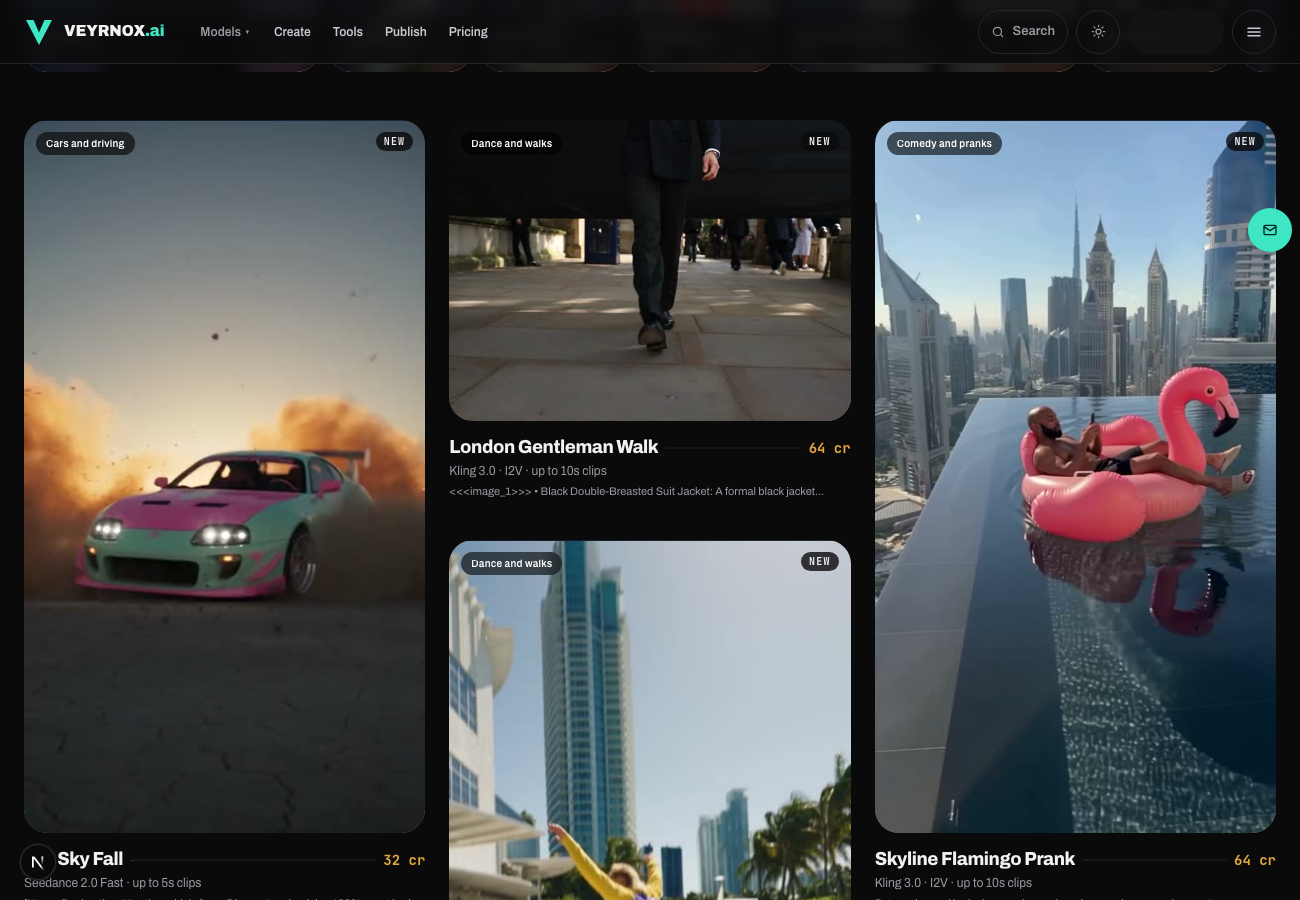 VEYRNOX.ai
Models
Create
Tools
Publish
Pricing
Search
Cars and driving
NEW
Dance and walks
NEW
Comedy and pranks
NEW
London Gentleman Walk
64 cr
Kling 3.0 · I2V · up to 10s clips
<<<image_1>>> • Black Double-Breasted Suit Jacket: A formal black jacket...
Dance and walks
NEW
Sky Fall
32 cr
Seedance 2.0 Fast · up to 5s clips
Skyline Flamingo Prank
64 cr
Kling 3.0 · I2V · up to 10s clips